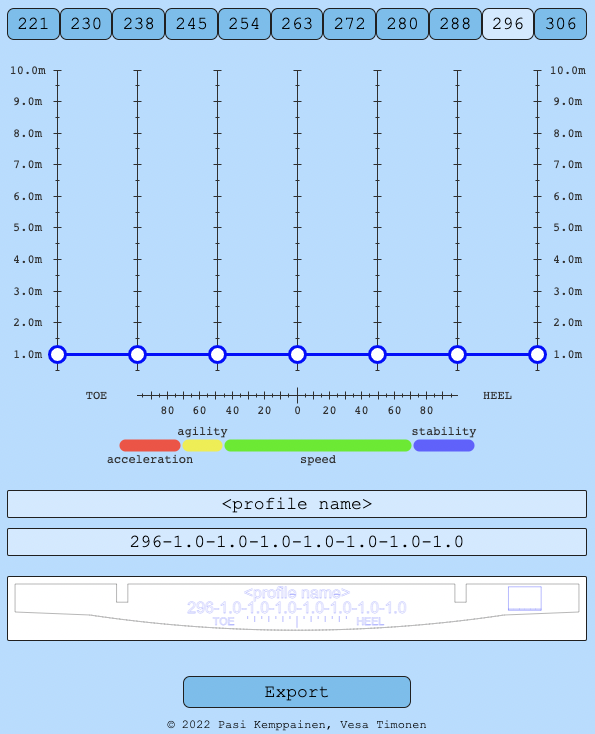 221 230 238 245 254 263 272 280 288 296 306
10.0m 10.0m
9.0m 9.0m
8.0m 8.0m
7.0m 7.0m
6.0m 6.0m
5.0m 5.0m
4.0m 4.0m
3.0m 3.0m
2.0m 2.0m
1.0m 1.0m
TOE HEEL
80 60 40 20 0 20 40 60 80
agility stability
acceleration speed
<profile name>
296-1.0-1.0-1.0-1.0-1.0-1.0-1.0
<profile name>
296-1.0-1.0-1.0-1.0-1.0-1.0-1.0
TOE HEEL
Export
© 2022 Pasi Kemppainen, Vesa Timonen